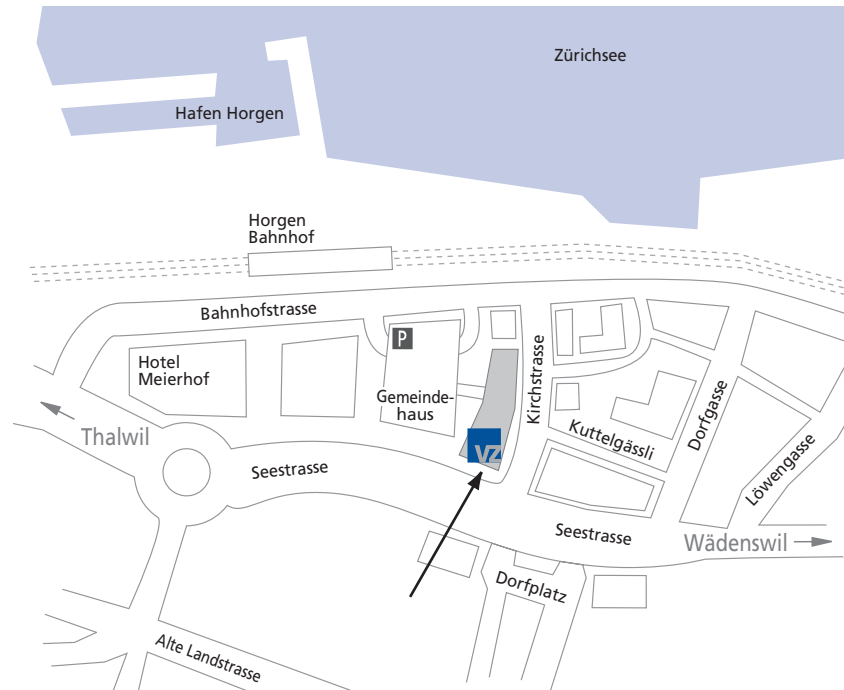 Zürichsee
Hafen Horgen
Horgen
Bahnhof
Bahnhofstrasse
P
Hotel
Meierhof
Gemeinde-
haus
Kirchstrasse
Kuttelgässli
Dorfgasse
Löwengasse
Thalwil
Seestrasse
VZ
Seestrasse
Wädenswil
Dorfplatz
Alte Landstrasse